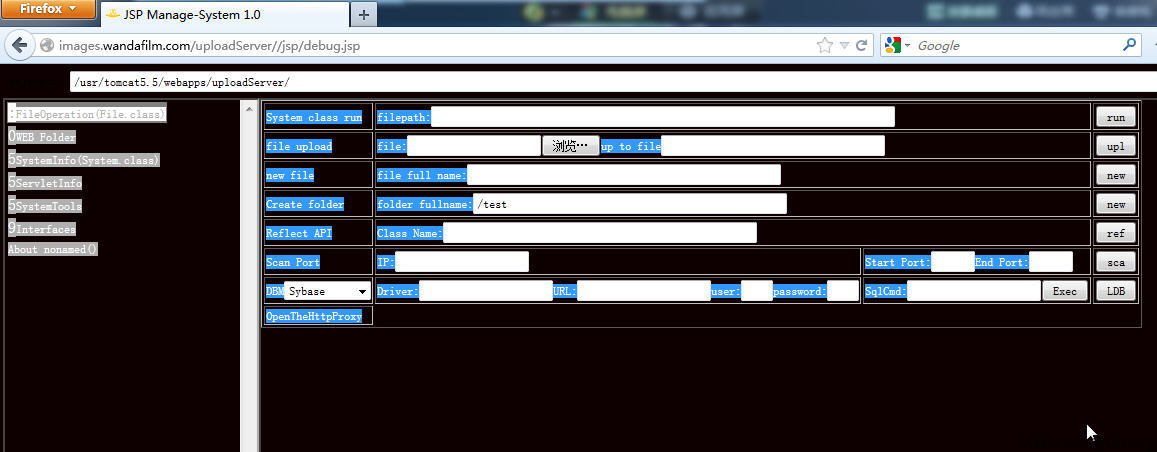 Firefox
JSP Manage-System 1.0
images.wandafilm.com/uploadServer//jsp/debug.jsp
Google
/usr/tomcat5.5/webapps/uploadServer/
:FileOperation(File.class)
0WEB Folder
5SystemInfo(System.class)
5ServletInfo
5SystemTools
9Interfaces
About nonamed()
System class run filepath: run
file upload file: 浏览… up to file upl
new file file full name: new
Create folder folder fullname: /test new
Reflect API Class Name: ref
Scan Port IP: Start Port: End Port: sca
DBM Sybase Driver: URL: user: password: SqlCmd: Exec LDB
OpenTheHttpProxy